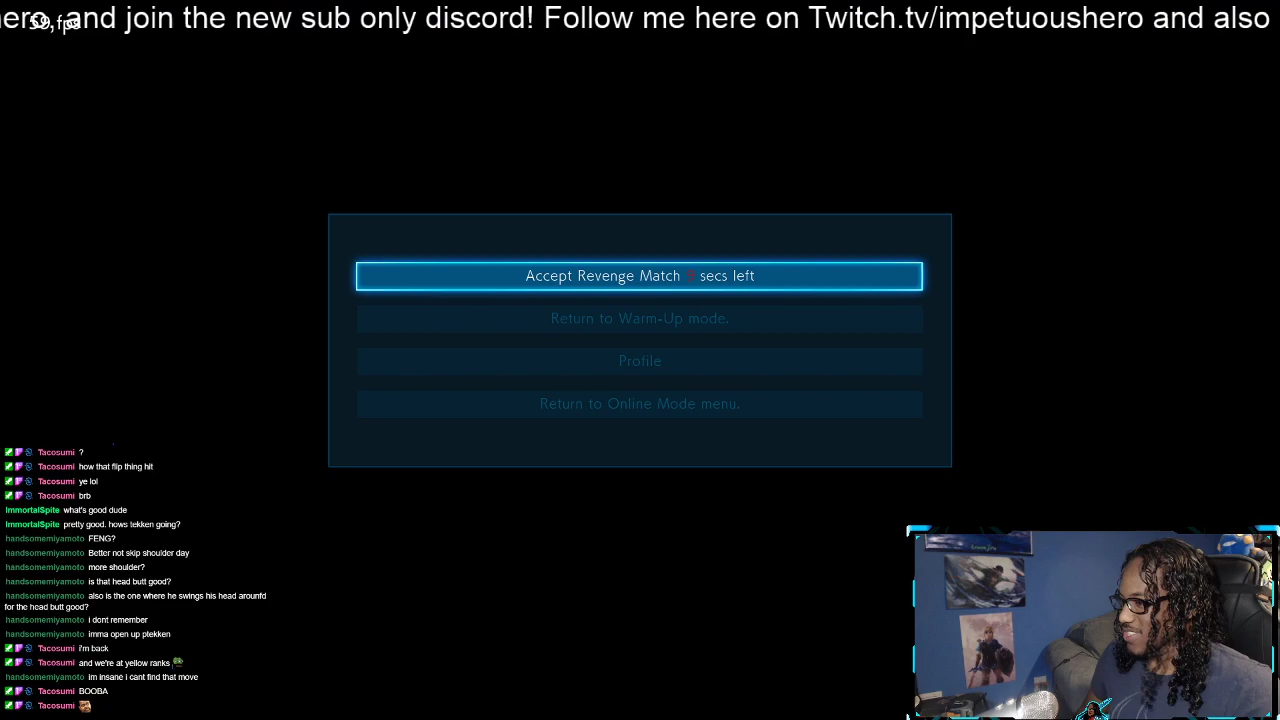 and join the new sub only discord! Follow me here on Twitch.tv/impetuoushero and also
59 fps
Accept Revenge Match secs left
Return to Warm-Up mode.
Profile
Return to Online Mode menu.
Tacosumi ?
Tacosumi how that flip thing hit
Tacosumi ye lol
Tacosumi brb
ImmortalSpite what's good dude
ImmortalSpite pretty good. hows tekken going?
handsomemiyamoto FENG?
handsomemiyamoto Better not skip shoulder day
handsomemiyamoto more shoulder?
handsomemiyamoto is that head butt good?
handsomemiyamoto also is the one where he swings his head arounfd
for the head butt good?
handsomemiyamoto i dont remember
handsomemiyamoto imma open up ptekken
Tacosumi i'm back
Tacosumi and we're at yellow ranks
handsomemiyamoto im insane i cant find that move
Tacosumi BOOBA
Tacosumi